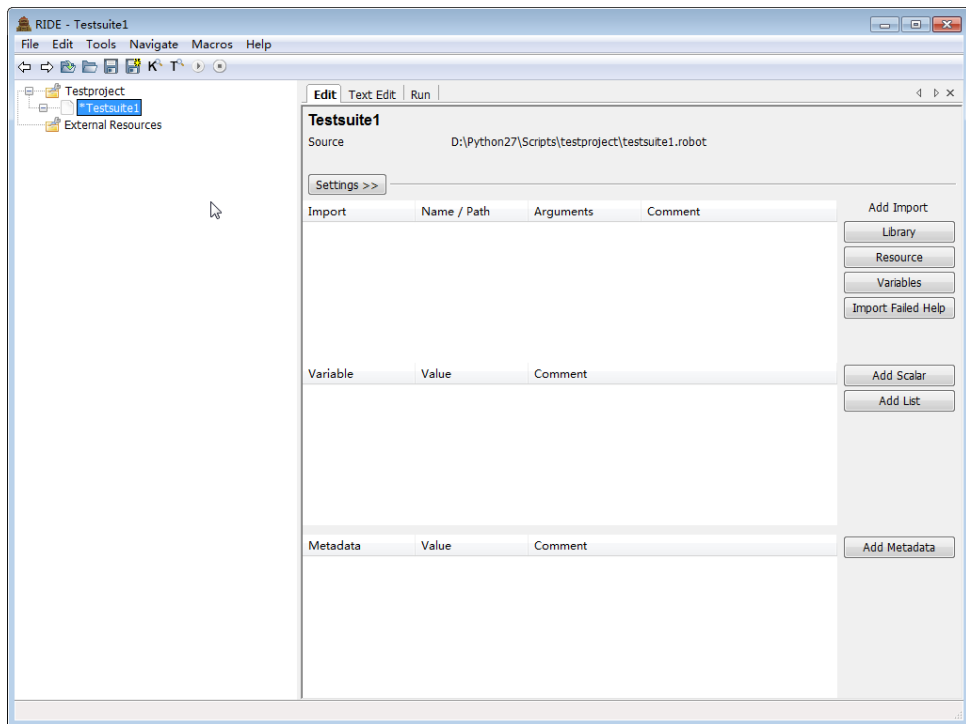 RIDE - Testsuite1
File Edit Tools Navigate Macros Help
K T
Testproject
*Testsuite1
External Resources
Edit Text Edit Run
Testsuite1
Source D:\Python27\Scripts\testproject\testsuite1.robot
Settings >>
Import Name / Path Arguments Comment
Add Import
Library
Resource
Variables
Import Failed Help
Variable Value Comment
Add Scalar
Add List
Metadata Value Comment
Add Metadata